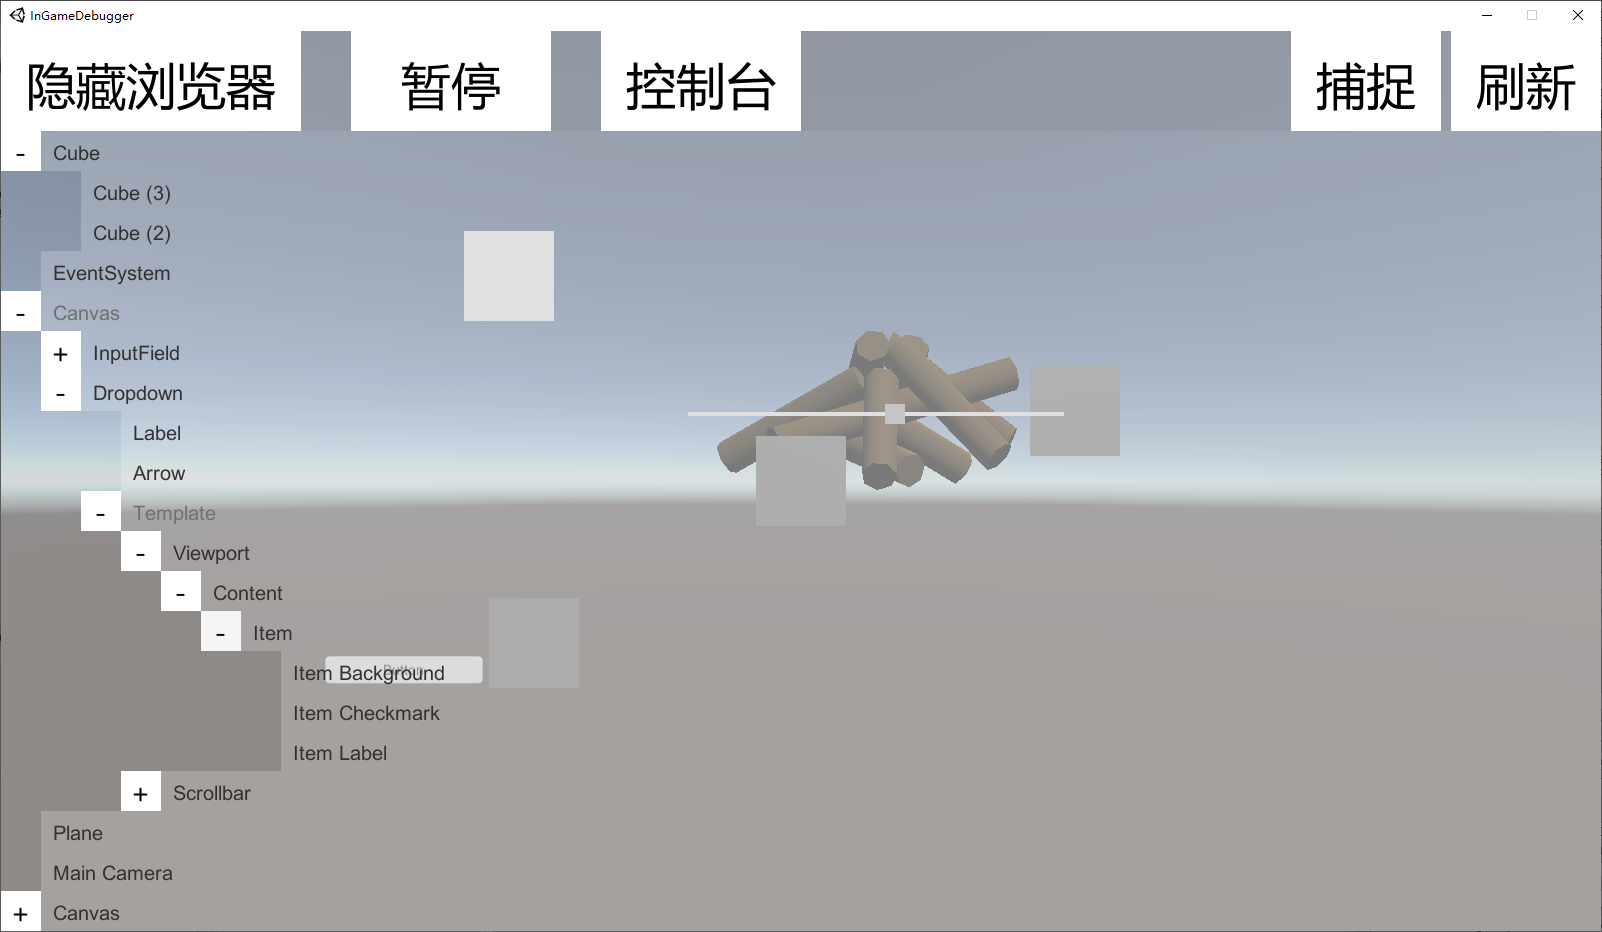 InGameDebugger
隐藏浏览器 暂停 控制台 捕捉 刷新
- Cube
Cube (3)
Cube (2)
EventSystem
- Canvas
+ InputField
- Dropdown
Label
Arrow
- Template
- Viewport
- Content
- Item
Item Background
Button
Item Checkmark
Item Label
+ Scrollbar
Plane
Main Camera
+ Canvas